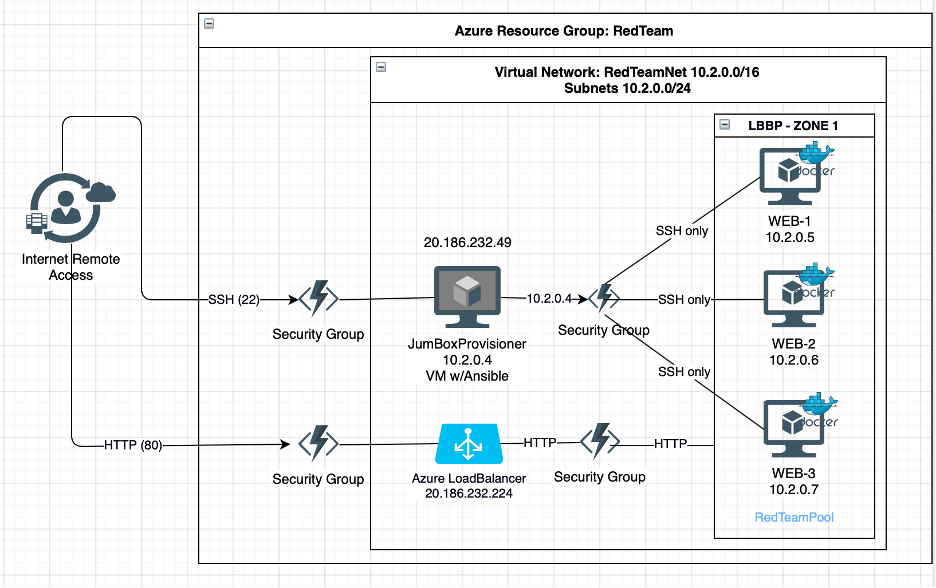 Azure Resource Group: RedTeam
Virtual Network: RedTeamNet 10.2.0.0/16
Subnets 10.2.0.0/24
LBBP - ZONE 1
docker
WEB-1
10.2.0.5
SSH only
Internet Remote
Access
20.186.232.49
SSH (22)
Security Group
JumBoxProvisioner
10.2.0.4
VM w/Ansible
10.2.0.4
Security Group
SSH only
docker
WEB-2
10.2.0.6
SSH only
docker
WEB-3
10.2.0.7
HTTP (80)
Security Group
Azure LoadBalancer
20.186.232.224
HTTP
Security Group
HTTP
RedTeamPool